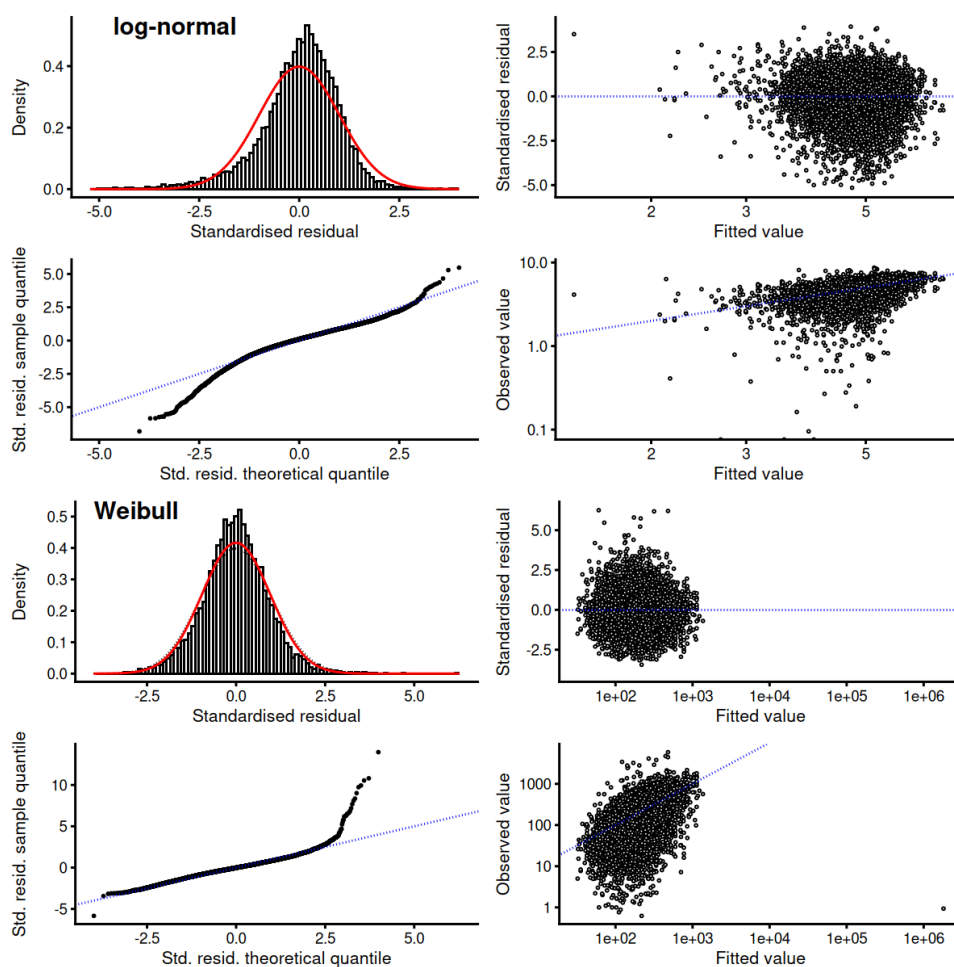 log-normal
Density
0.4
0.2
0.0
-5.0 -2.5 0.0 2.5
Standardised residual
Standardised residual
2.5
0.0
-2.5
-5.0
2 3 5
Fitted value
Std. resid. sample quantile
5.0
2.5
0.0
-2.5
-5.0
-5.0 -2.5 0.0 2.5
Std. resid. theoretical quantile
Observed value
10.0
1.0
0.1
2 3 5
Fitted value
Weibull
Density
0.5
0.4
0.3
0.2
0.1
0.0
-2.5 0.0 2.5 5.0
Standardised residual
Standardised residual
5.0
2.5
0.0
-2.5
1e+02 1e+03 1e+04 1e+05 1e+06
Fitted value
Std. resid. sample quantile
10
5
0
-5
-2.5 0.0 2.5 5.0
Std. resid. theoretical quantile
Observed value
1000
100
10
1
1e+02 1e+03 1e+04 1e+05 1e+06
Fitted value